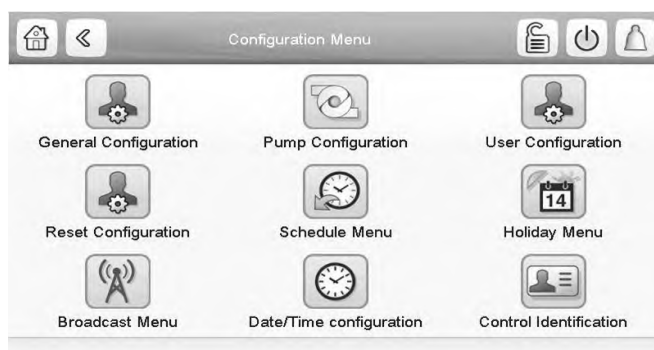 Configuration Menu
General Configuration
Pump Configuration
User Configuration
Reset Configuration
Schedule Menu
14
Holiday Menu
Broadcast Menu
Date/Time configuration
Control Identification